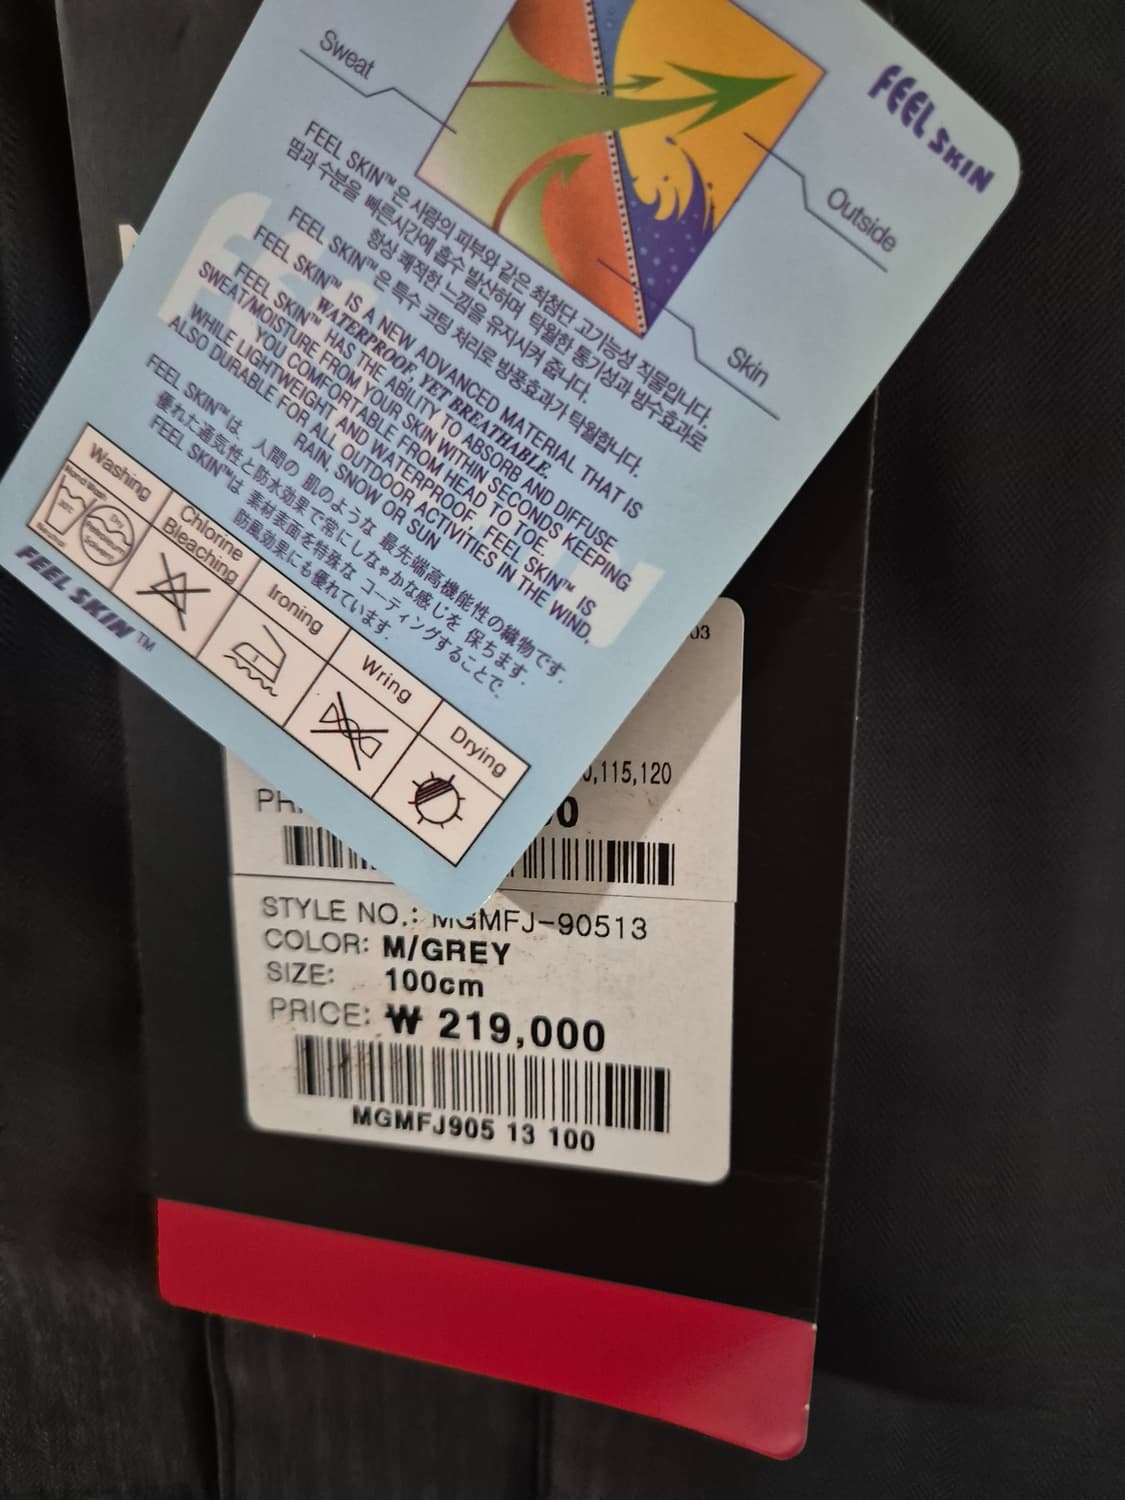 FEEL SKIN
Sweat
Outside
Skin
FEEL SKIN™은 사람의 피부와 같은 최첨단 고기능성 직물입니다.
땀과 수분을 빠른시간에 흡수 발산하며 탁월한 통기성과 방수효과로
항상 쾌적한 느낌을 유지시켜 줍니다.
FEEL SKIN™은 특수 코팅 처리로 방풍효과가 탁월합니다.
FEEL SKIN™ IS A NEW ADVANCED MATERIAL THAT IS
WATERPROOF, YET BREATHABLE.
FEEL SKIN™ HAS THE ABILITY TO ABSORB AND DIFFUSE
SWEAT/MOISTURE FROM YOUR SKIN WITHIN SECONDS KEEPING
YOU COMFORTABLE FROM HEAD TO TOE.
WHILE LIGHTWEIGHT AND WATERPROOF, FEEL SKIN™ IS
ALSO DURABLE FOR ALL OUTDOOR ACTIVITIES IN THE WIND,
RAIN, SNOW OR SUN
FEEL SKIN™は、人間の 肌のような 最先端高機能性の織物です.
優れた通気性と防水効果で常にしなゃかな感じを 保ちます.
FEEL SKIN™は 素材表面を特殊な コーティングすることで,
防風効果にも優れています.
Washing
Chlorine
Bleaching
Ironing
Wring
Drying
Dry
FEEL SKIN™
03
,115,120
0
STYLE NO.: MGMFJ-90513
COLOR: M/GREY
SIZE: 100cm
PRICE: ₩ 219,000
MGMFJ905 13 100